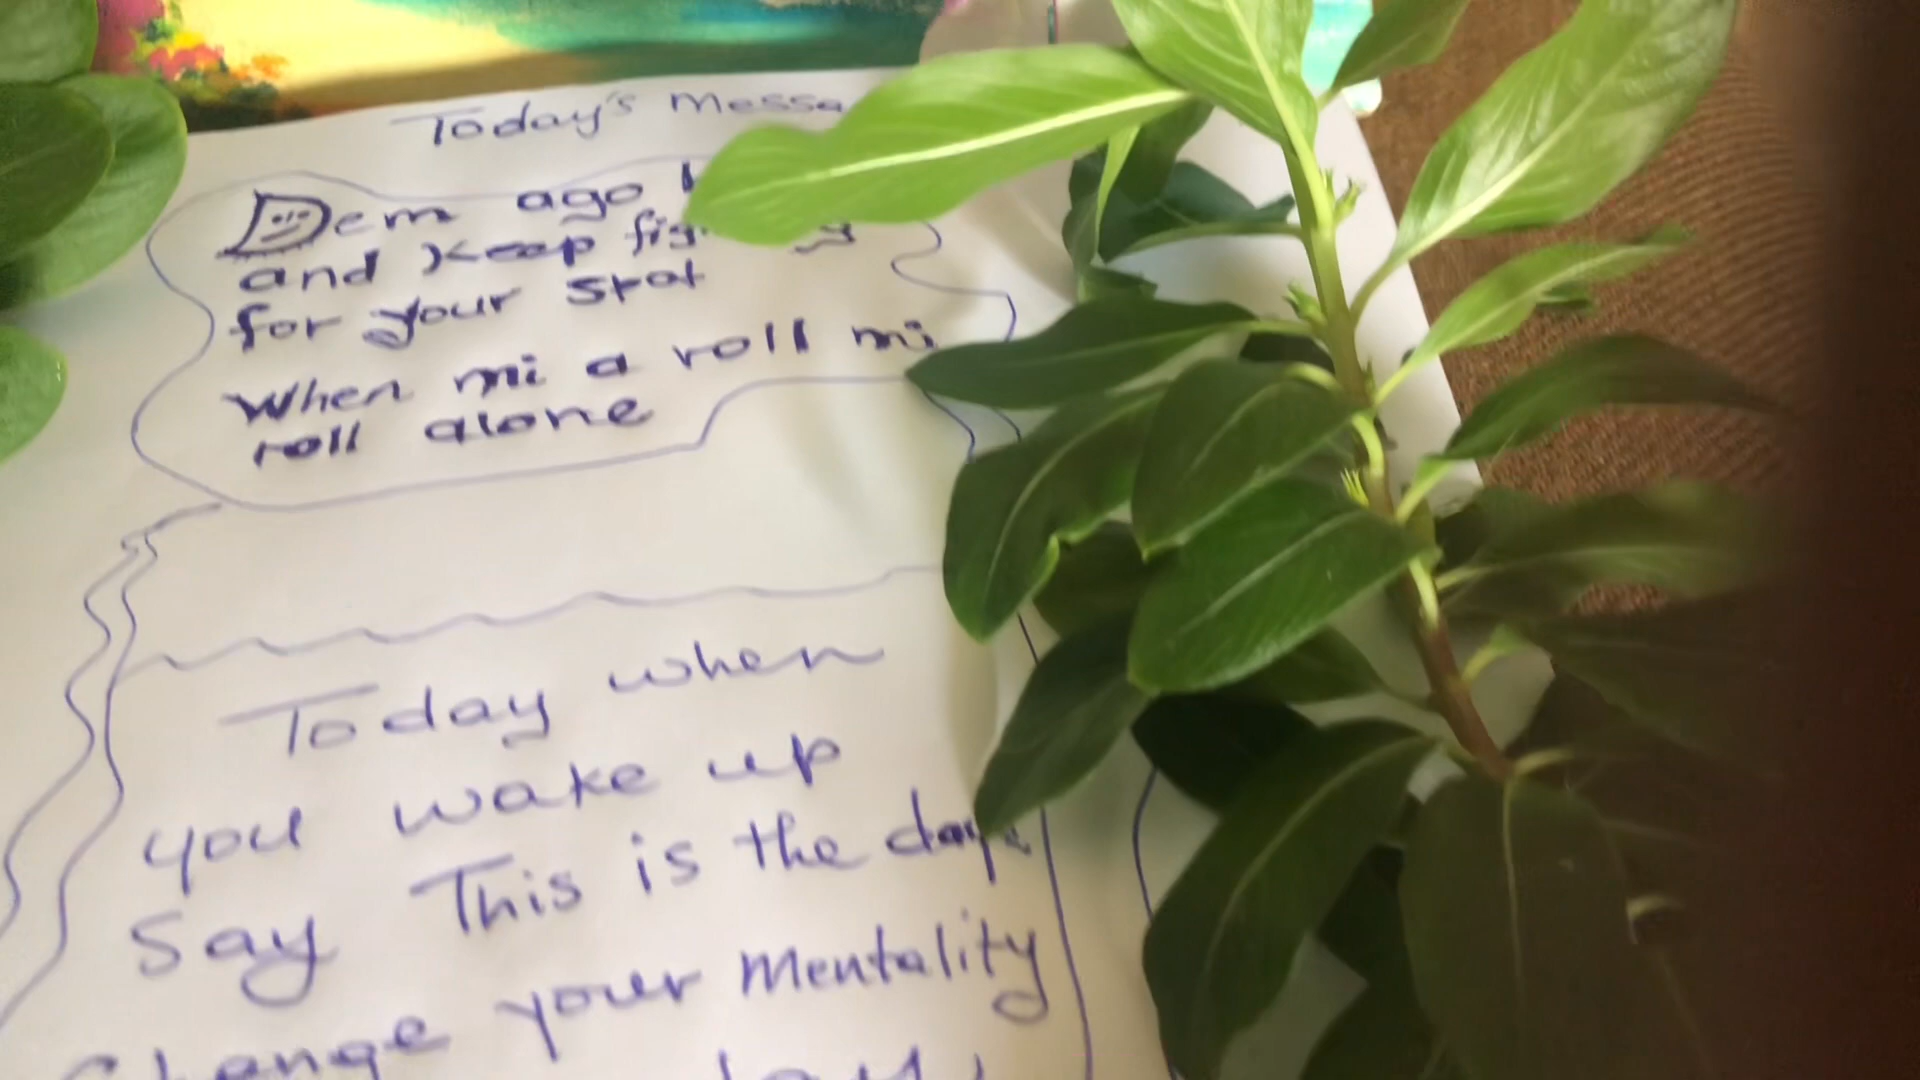 Today's
Dem ago
and Keep
for your spot
When mi a roll mi
roll alone
Today when
you wake up
Say This is the day
Change your Mentality